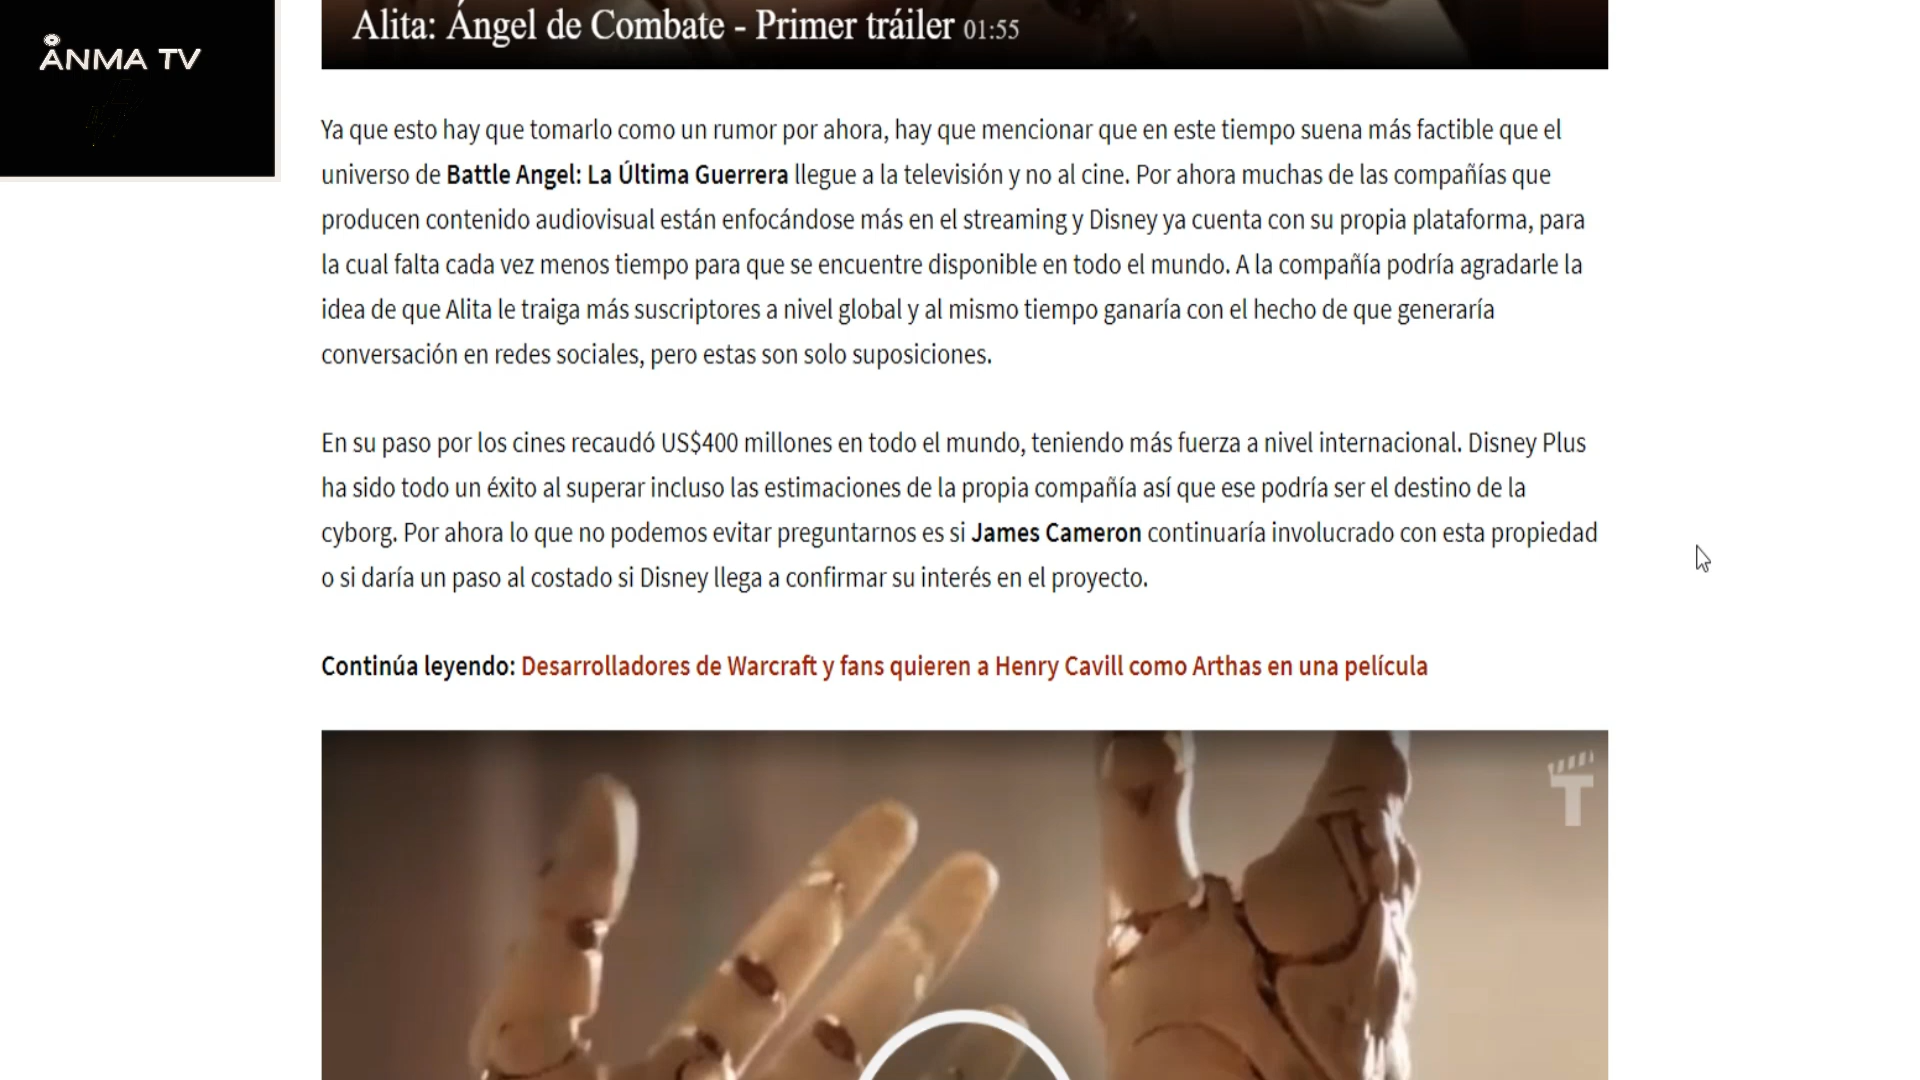 ANMA TV
Alita: Ángel de Combate - Primer tráiler 01:55
Ya que esto hay que tomarlo como un rumor por ahora, hay que mencionar que en este tiempo suena más factible que el
universo de Battle Angel: La Última Guerrera llegue a la televisión y no al cine. Por ahora muchas de las compañías que
producen contenido audiovisual están enfocándose más en el streaming y Disney ya cuenta con su propia plataforma, para
la cual falta cada vez menos tiempo para que se encuentre disponible en todo el mundo. A la compañía podría agradarle la
idea de que Alita le traiga más suscriptores a nivel global y al mismo tiempo ganaría con el hecho de que generaría
conversación en redes sociales, pero estas son solo suposiciones.
En su paso por los cines recaudó US$400 millones en todo el mundo, teniendo más fuerza a nivel internacional. Disney Plus
ha sido todo un éxito al superar incluso las estimaciones de la propia compañía así que ese podría ser el destino de la
cyborg. Por ahora lo que no podemos evitar preguntarnos es si James Cameron continuaría involucrado con esta propiedad
o si daría un paso al costado si Disney llega a confirmar su interés en el proyecto.
Continúa leyendo: Desarrolladores de Warcraft y fans quieren a Henry Cavill como Arthas en una película
T